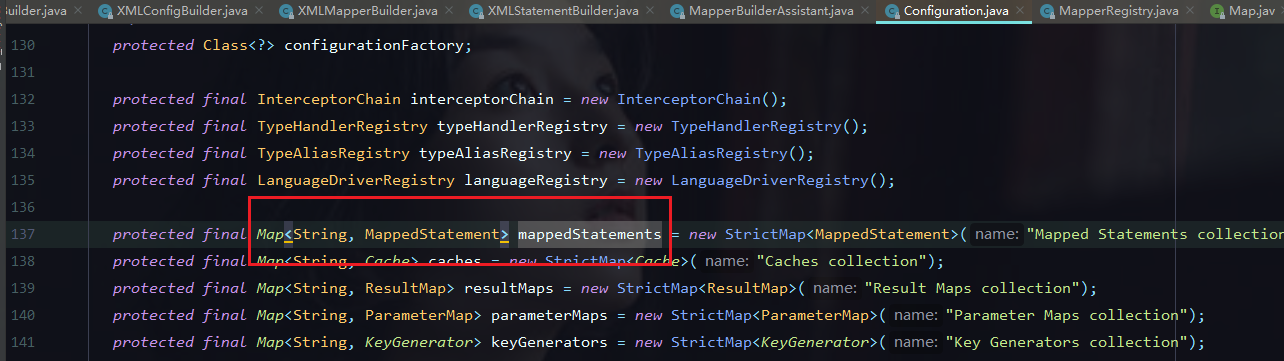 Builder.java XMLConfigBuilder.java XMLMapperBuilder.java XMLStatementBuilder.java MapperBuilderAssistant.java Configuration.java MapperRegistry.java Map.jav
130 protected Class<?> configurationFactory;
131
132 protected final InterceptorChain interceptorChain = new InterceptorChain();
133 protected final TypeHandlerRegistry typeHandlerRegistry = new TypeHandlerRegistry();
134 protected final TypeAliasRegistry typeAliasRegistry = new TypeAliasRegistry();
135 protected final LanguageDriverRegistry languageRegistry = new LanguageDriverRegistry();
136
137 protected final Map<String, MappedStatement> mappedStatements = new StrictMap<MappedStatement>( name: "Mapped Statements collection
138 protected final Map<String, Cache> caches = new StrictMap<Cache>( name: "Caches collection");
139 protected final Map<String, ResultMap> resultMaps = new StrictMap<ResultMap>( name: "Result Maps collection");
140 protected final Map<String, ParameterMap> parameterMaps = new StrictMap<ParameterMap>( name: "Parameter Maps collection");
141 protected final Map<String, KeyGenerator> keyGenerators = new StrictMap<KeyGenerator>( name: "Key Generators collection");